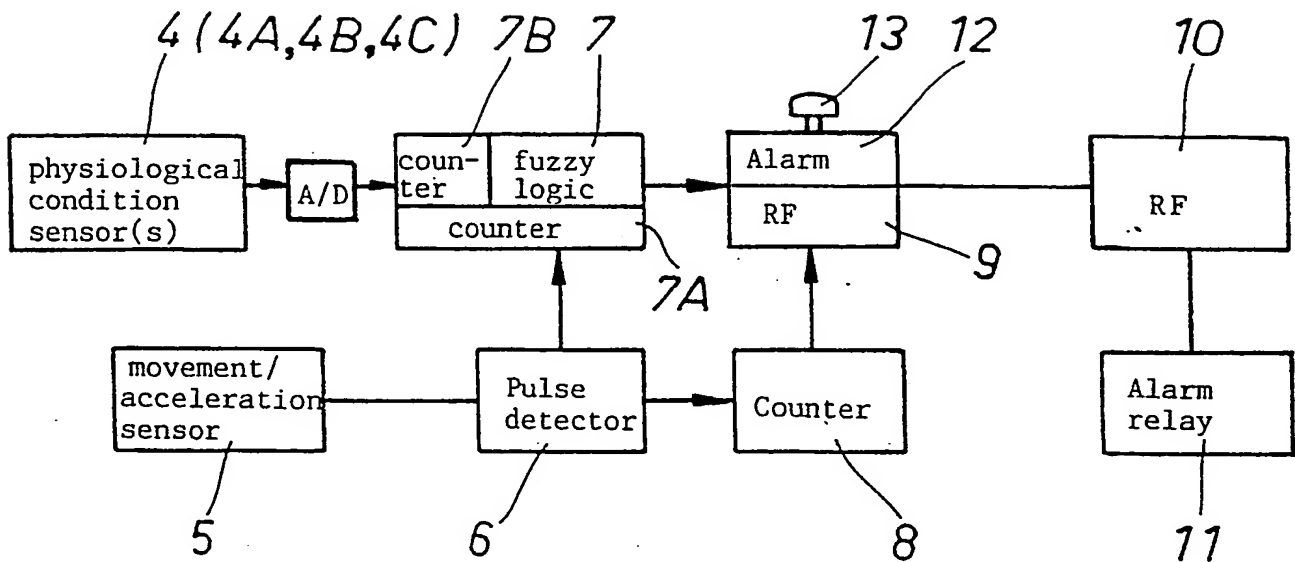 4 (4A,4B,4C) 7B 7 13 12 10
physiological
condition
sensor(s)
A/D
coun-
ter
fuzzy
logic
counter
Alarm
RF
RF
7A
9
movement/
acceleration
sensor
Pulse
detector
Counter
Alarm
relay
5 6 8 11